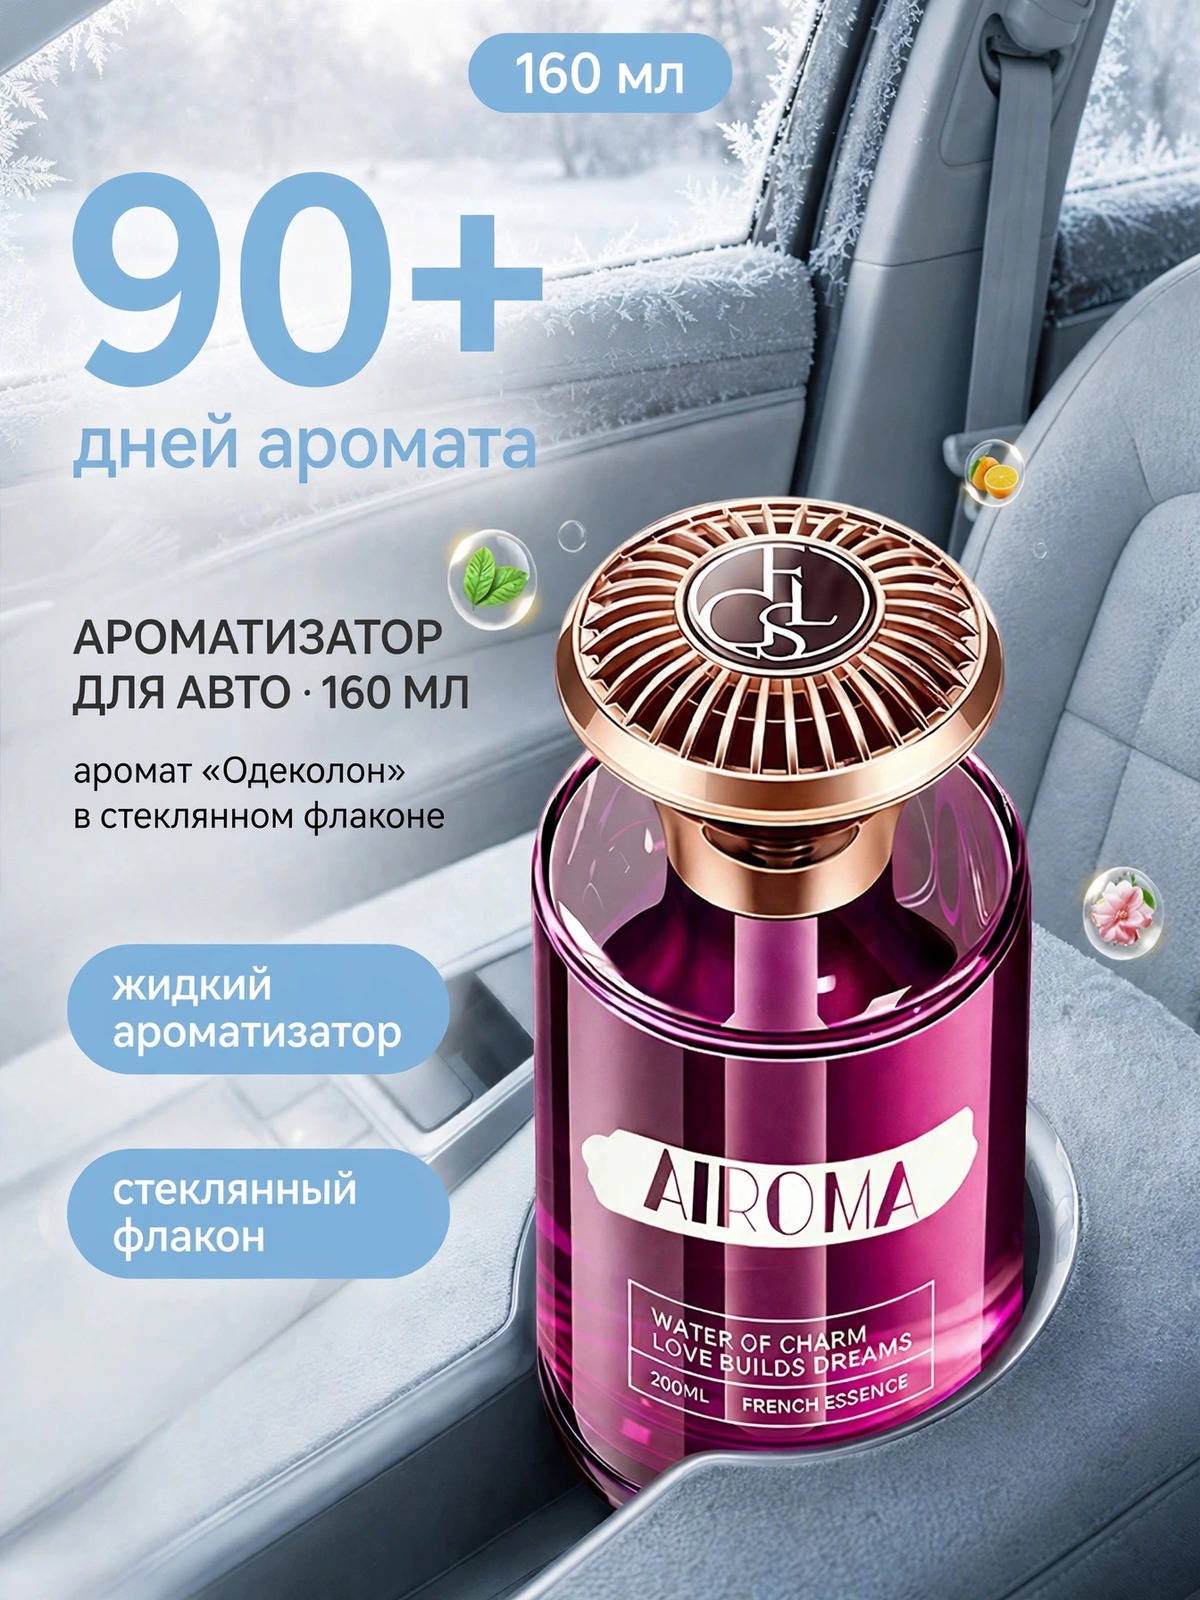 160 мл
90+
дней аромата
АРОМАТИЗАТОР
ДЛЯ АВТО · 160 МЛ
аромат «Одеколон»
в стеклянном флаконе
жидкий
ароматизатор
стеклянный
флакон
AIROMA
WATER OF CHARM
LOVE BUILDS DREAMS
200ML FRENCH ESSENCE